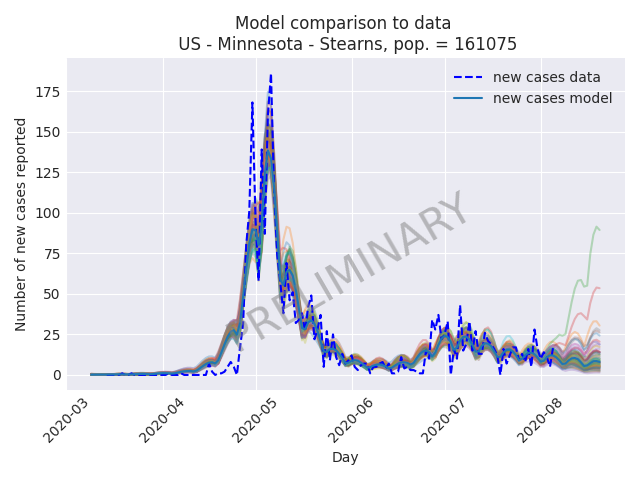 Model comparison to data
US - Minnesota - Stearns, pop. = 161075
new cases data
new cases model
Number of new cases reported
175
150
125
100
75
50
25
0
PRELIMINARY
2020-03
2020-04
2020-05
2020-06
2020-07
2020-08
Day